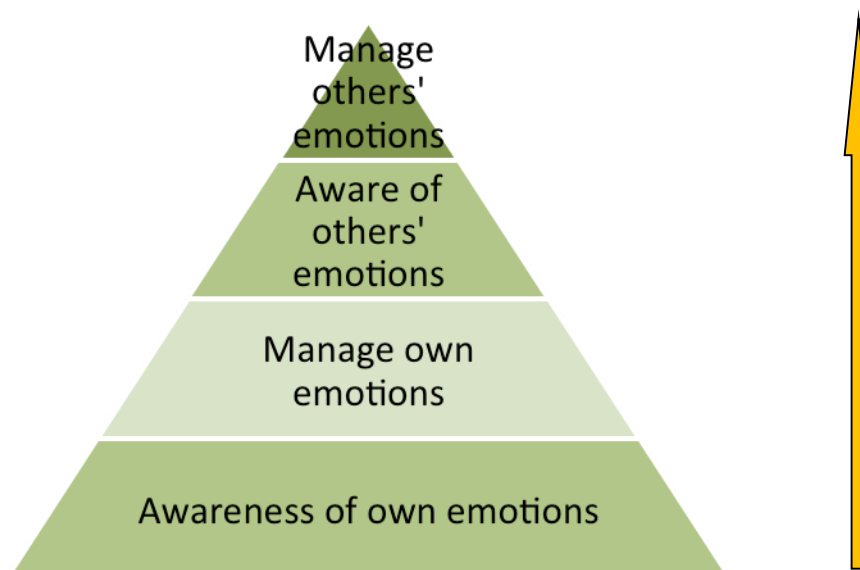 Manage
others'
emotions
Aware of
others'
emotions
Manage own
emotions
Awareness of own emotions